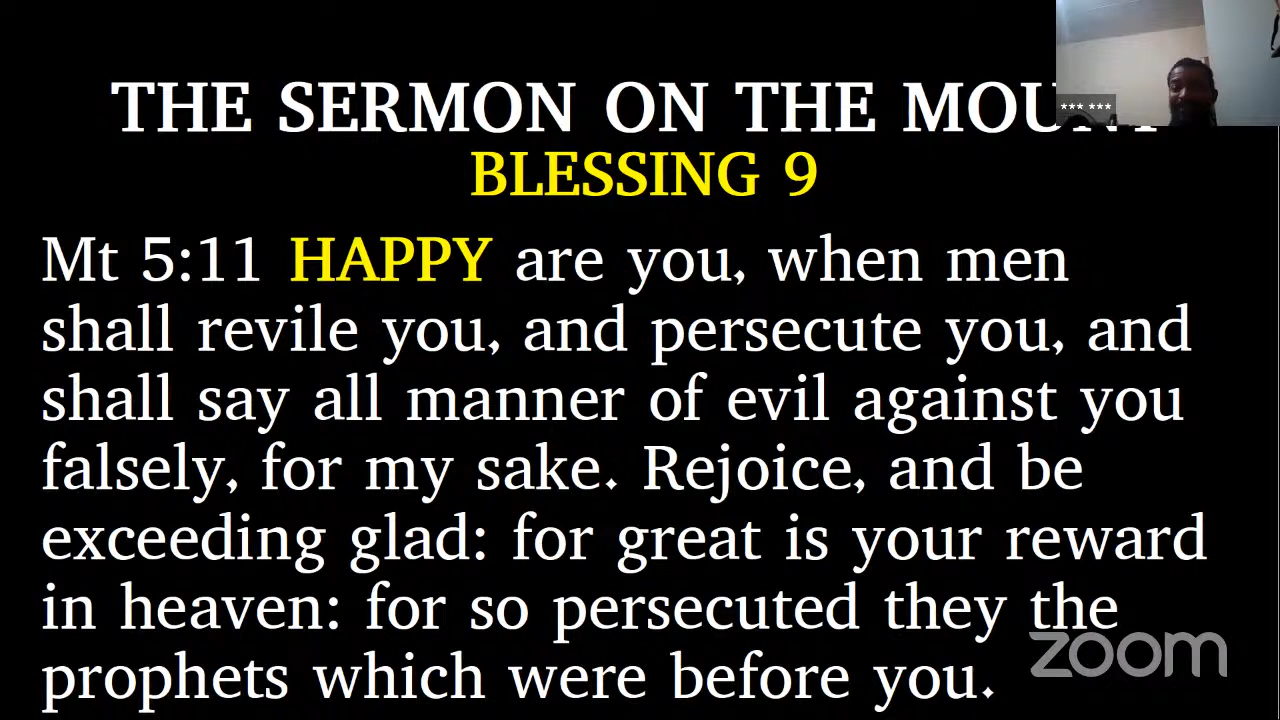 THE SERMON ON THE MOUNT
*** ***
BLESSING 9
Mt 5:11 HAPPY are you, when men
shall revile you, and persecute you, and
shall say all manner of evil against you
falsely, for my sake. Rejoice, and be
exceeding glad: for great is your reward
in heaven: for so persecuted they the
prophets which were before you.
zoom